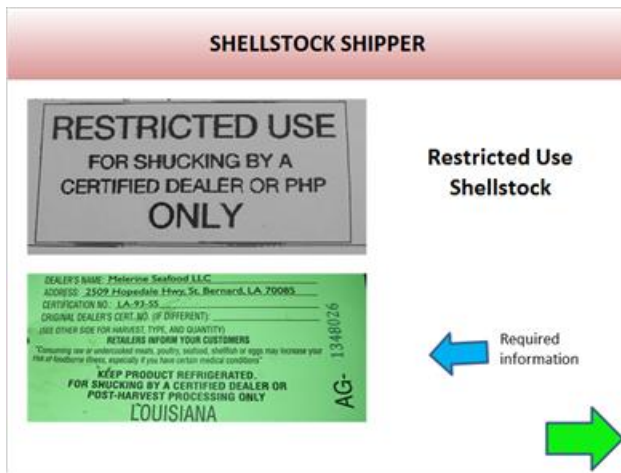 SHELLSTOCK SHIPPER
RESTRICTED USE
FOR SHUCKING BY A
CERTIFIED DEALER OR PHP
ONLY
Restricted Use
Shellstock
DEALER'S NAME: Melerine Seafood LLC
ADDRESS: 2509 Hopedale Hwy, St. Bernard, LA 70085
CERTIFICATION NO.: LA-93-SS
ORIGINAL DEALER'S CERT. NO. (IF DIFFERENT):
(SEE OTHER SIDE FOR HARVEST, TYPE, AND QUANTITY)
RETAILERS INFORM YOUR CUSTOMERS
"Consuming raw or undercooked meats, poultry, seafood, shellfish or eggs may increase your
risk of foodborne illness, especially if you have certain medical conditions"
KEEP PRODUCT REFRIGERATED.
FOR SHUCKING BY A CERTIFIED DEALER OR
POST-HARVEST PROCESSING ONLY
LOUISIANA
AG- 1348026
Required
information